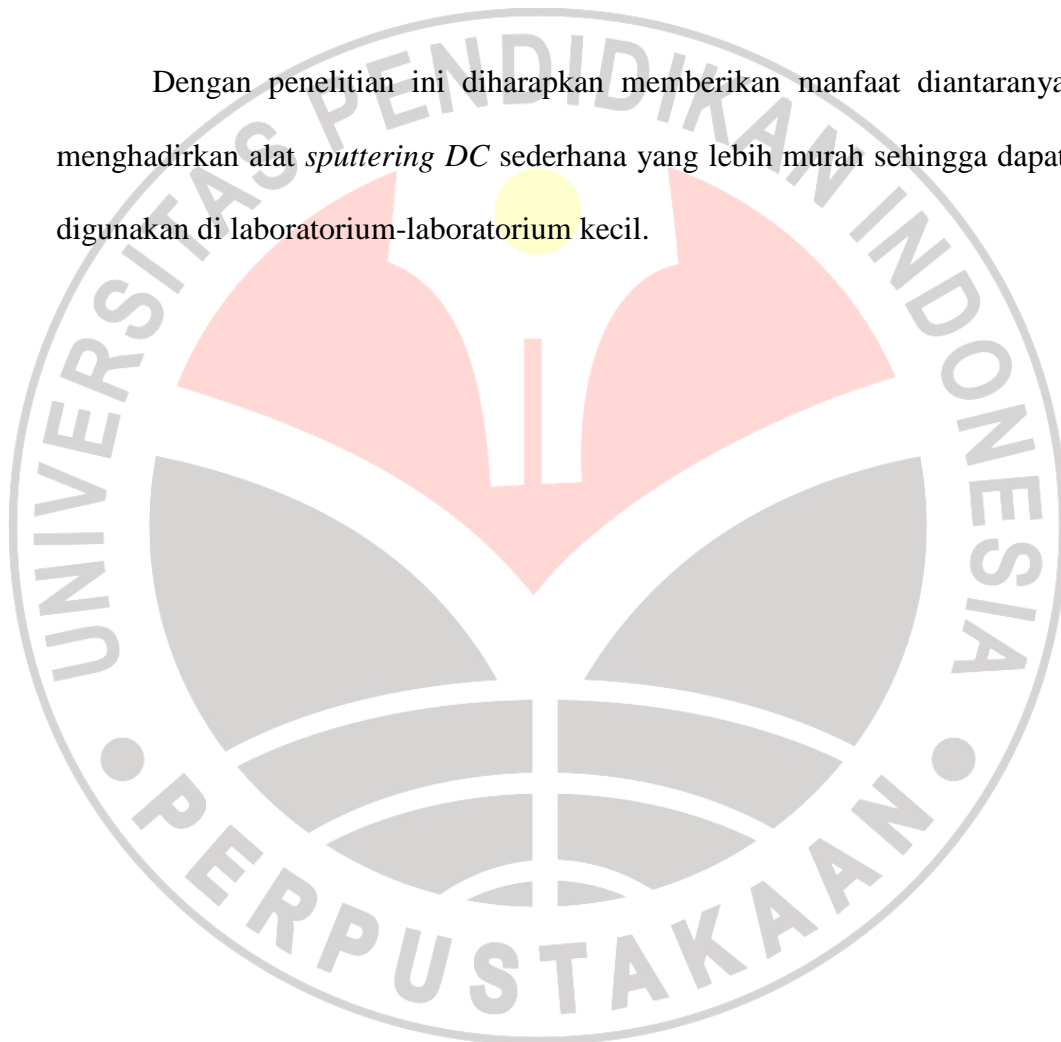 Dengan penelitian ini diharapkan memberikan manfaat diantaranya
menghadirkan alat sputtering DC sederhana yang lebih murah sehingga dapat
digunakan di laboratorium-laboratorium kecil.
UNIVERSITAS PENDIDIKAN INDONESIA
PERPUSTAKAAN